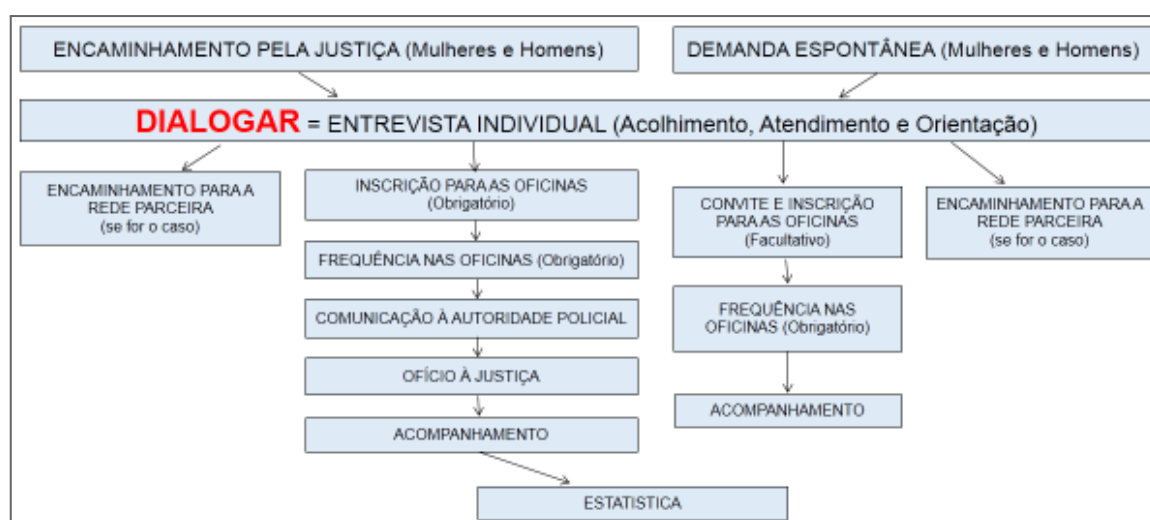 ENCAMINHAMENTO PELA JUSTIÇA (Mulheres e Homens)
DEMANDA ESPONTÂNEA (Mulheres e Homens)
DIALOGAR = ENTREVISTA INDIVIDUAL (Acolhimento, Atendimento e Orientação)
ENCAMINHAMENTO PARA A
REDE PARCEIRA
(se for o caso)
INSCRIÇÃO PARA AS OFICINAS
(Obrigatório)
FREQUÊNCIA NAS OFICINAS (Obrigatório)
COMUNICAÇÃO À AUTORIDADE POLICIAL
OFÍCIO À JUSTIÇA
ACOMPANHAMENTO
CONVITE E INSCRIÇÃO
PARA AS OFICINAS
(Facultativo)
FREQUÊNCIA NAS
OFICINAS (Obrigatório)
ACOMPANHAMENTO
ENCAMINHAMENTO PARA A
REDE PARCEIRA
(se for o caso)
ESTATISTICA